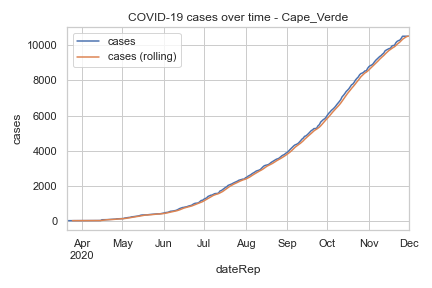 COVID-19 cases over time - Cape_Verde
cases
cases (rolling)
10000
8000
6000
4000
2000
0
cases
Apr May Jun Jul Aug Sep Oct Nov Dec
2020
dateRep